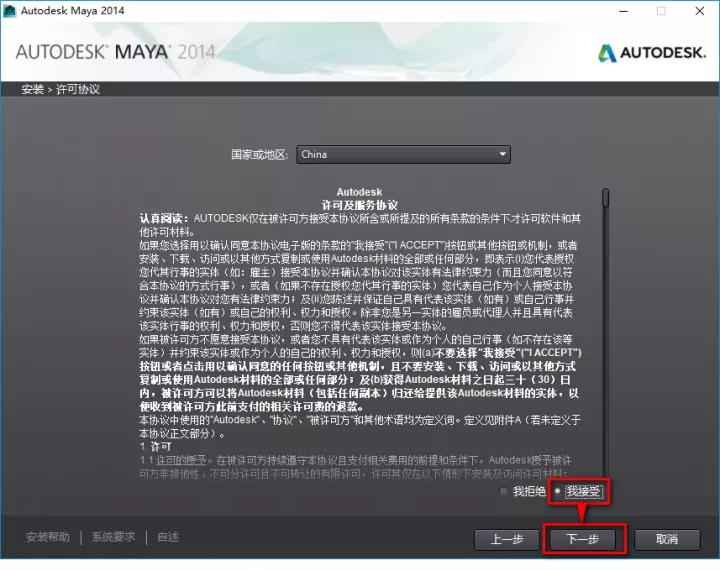 Autodesk Maya 2014
AUTODESK® MAYA® 2014
AUTODESK.
安装 > 许可协议
国家或地区: China
Autodesk
许可及服务协议
认真阅读：AUTODESK仅在被许可方接受本协议所含或所提及的所有条款的条件下才许可软件和其
他许可材料。
如果您选择用以确认同意本协议电子版的条款的"我接受"("I ACCEPT")按钮或其他按钮或机制，或者
安装、下载、访问或以其他方式复制或使用Autodesk材料的全部或任何部分，即表示(i)您代表授权
您代其行事的实体（如：雇主）接受本协议并确认本协议对该实体有法律约束力（而且您同意以符
合本协议的方式行事），或者（如果不存在授权您代其行事的实体）您代表自己作为个人接受本协
议并确认本协议对您有法律约束力；及(ii)您陈述并保证自己具有代表该实体（如有）或自己行事并
约束该实体（如有）或自己的权利、权力和授权。除非您是另一实体的雇员或代理人并且具有代表
该实体行事的权利、权力和授权，否则您不得代表该实体接受本协议。
如果被许可方不愿意接受本协议，或者您不具有代表实体或作为个人的自己行事（如不存在该等
实体）并约束该实体或作为个人的自己的权利、权力和授权，则(a)不要选择"我接受"("I ACCEPT")
按钮或者点击用以确认同意的任何按钮或其他机制，且不要安装、下载、访问或以其他方式
复制或使用Autodesk材料的全部或任何部分；及(b)获得Autodesk材料之日起三十（30）日
内，被许可方可以将Autodesk材料（包括任何副本）归还给提供该Autodesk材料的实体，以
便收到被许可方此前支付的相关许可费的退款。
本协议中使用的"Autodesk"、"协议"、"被许可方"和其他术语均为定义词。定义见附件A（若未定义于
本协议正文部分）。
1. 许可
1.1 许可的授予。在被许可方持续遵守本协议且支付相关费用的前提和条件下，Autodesk授予被许
可方非排他性、不可分许可且不可转让的有限许可，许可其仅在以下情形下安装及访问许可材料：
我拒绝 我接受
安装帮助 | 系统要求 | 自述 上一步 下一步 取消